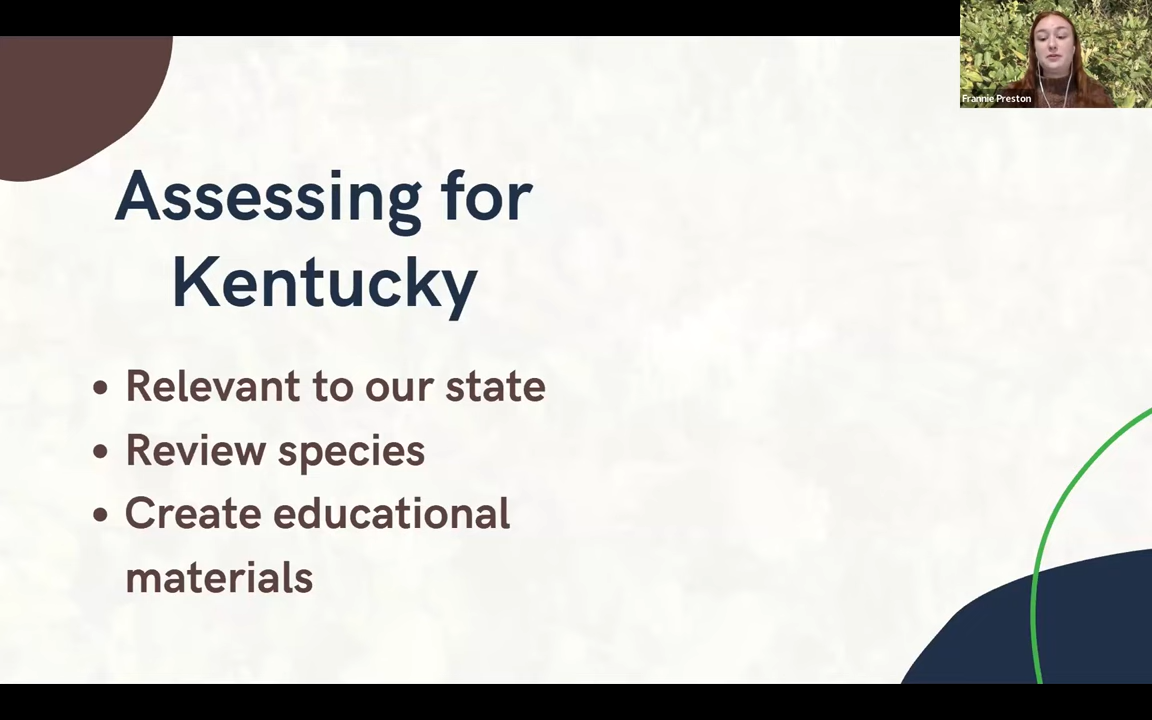 Frannie Preston
Assessing for
Kentucky
• Relevant to our state
• Review species
• Create educational
materials